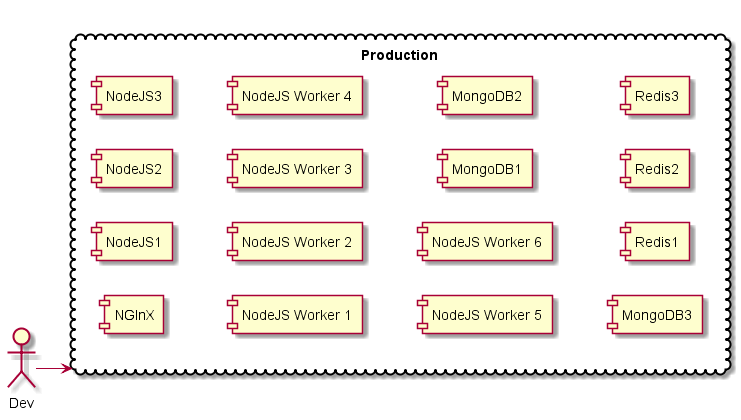 Production
NodeJS3
NodeJS Worker 4
MongoDB2
Redis3
NodeJS2
NodeJS Worker 3
MongoDB1
Redis2
NodeJS1
NodeJS Worker 2
NodeJS Worker 6
Redis1
NGInX
NodeJS Worker 1
NodeJS Worker 5
MongoDB3
Dev